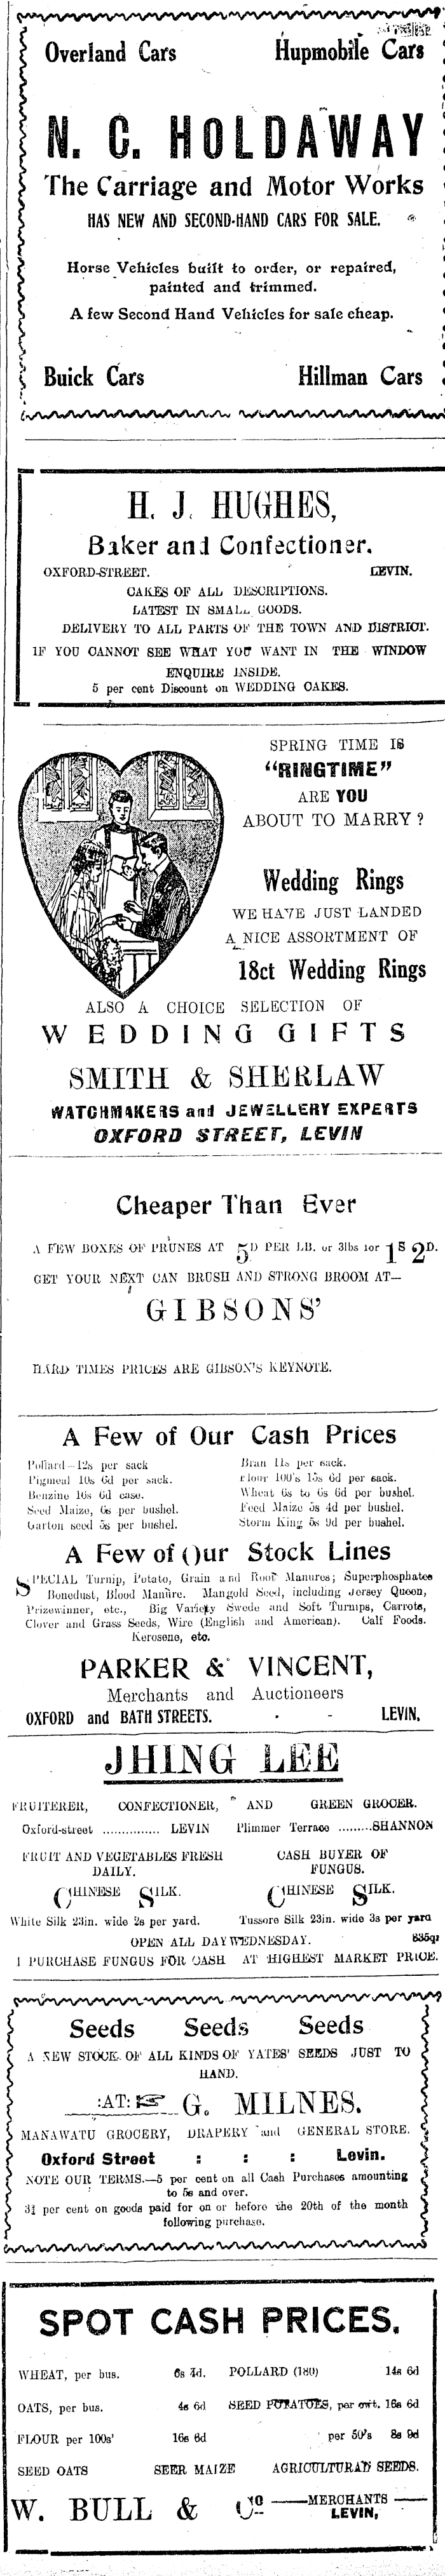 Overland Cars Hupmobile Cars
N. C. HOLDAWAY
The Carriage and Motor Works
HAS NEW AND SECOND-HAND CARS FOR SALE.
Horse Vehicles built to order, or repaired,
painted and trimmed.
A few Second Hand Vehicles for sale cheap.
Buick Cars Hillman Cars
H. J. HUGHES,
Baker and Confectioner.
OXFORD-STREET. LEVIN.
CAKES OF ALL DESCRIPTIONS.
LATEST IN SMALL GOODS.
DELIVERY TO ALL PARTS OF THE TOWN AND DISTRICT.
IF YOU CANNOT SEE WHAT YOU WANT IN THE WINDOW
ENQUIRE INSIDE.
5 per cent Discount on WEDDING CAKES.
SPRING TIME IS
"RINGTIME"
ARE YOU
ABOUT TO MARRY?
Wedding Rings
WE HAVE JUST LANDED
A NICE ASSORTMENT OF
18ct Wedding Rings
ALSO A CHOICE SELECTION OF
WEDDING GIFTS
SMITH & SHERLAW
WATCHMAKERS and JEWELLERY EXPERTS
OXFORD STREET, LEVIN
Cheaper Than Ever
A FEW BOXES OF PRUNES AT 5D PER LB. or 3lbs for 1S 2D.
GET YOUR NEXT CAN BRUSH AND STRONG BROOM AT—
GIBSONS'
HARD TIMES PRICES ARE GIBSON'S KEYNOTE.
A Few of Our Cash Prices
Pollard—12s per sack Bran 11s per sack.
Pigmeal 10s 6d per sack. Flour 100's 15s 6d per sack.
Benzine 16s 6d case. Wheat 6s to 6s 6d per bushel.
Seed Maize, 6s per bushel. Feed Maize 5s 4d per bushel.
Garton seed 5s per bushel. Storm King 5s 9d per bushel.
A Few of Our Stock Lines
SPECIAL Turnip, Potato, Grain and Root Manures; Superphosphates
Bonedust, Blood Manure. Mangold Seed, including Jersey Queen,
Prizewinner, etc., Big Variety Swede and Soft Turnips, Carrots,
Clover and Grass Seeds, Wire (English and American). Calf Foods.
Kerosene, etc.
PARKER & VINCENT,
Merchants and Auctioneers
OXFORD and BATH STREETS. - - LEVIN.
JHING LEE
FRUITERER, CONFECTIONER, AND GREEN GROCER.
Oxford-street ............... LEVIN Plimmer Terrace .........SHANNON
FRUIT AND VEGETABLES FRESH DAILY. CASH BUYER OF FUNGUS.
CHINESE SILK. CHINESE SILK.
White Silk 23in. wide 2s per yard. Tussore Silk 23in. wide 3s per yard
OPEN ALL DAY WEDNESDAY.
I PURCHASE FUNGUS FOR CASH AT HIGHEST MARKET PRICE.
Seeds Seeds Seeds
A NEW STOCK OF ALL KINDS OF YATES' SEEDS JUST TO
HAND.
:AT: ☞ G. MILNES.
MANAWATU GROCERY, DRAPERY and GENERAL STORE.
Oxford Street : : : Levin.
NOTE OUR TERMS.—5 per cent on all Cash Purchases amounting
to 5s and over.
3¾ per cent on goods paid for on or before the 20th of the month
following purchase.
SPOT CASH PRICES.
WHEAT, per bus. 6s 4d. POLLARD (180) 14s 6d
OATS, per bus. 4s 6d SEED POTATOES, per cwt. 16s 6d
FLOUR per 100s' 16s 6d per 50's 8s 9d
SEED OATS SEER MAIZE AGRICULTURAL SEEDS.
W. BULL & CO —MERCHANTS—
LEVIN,